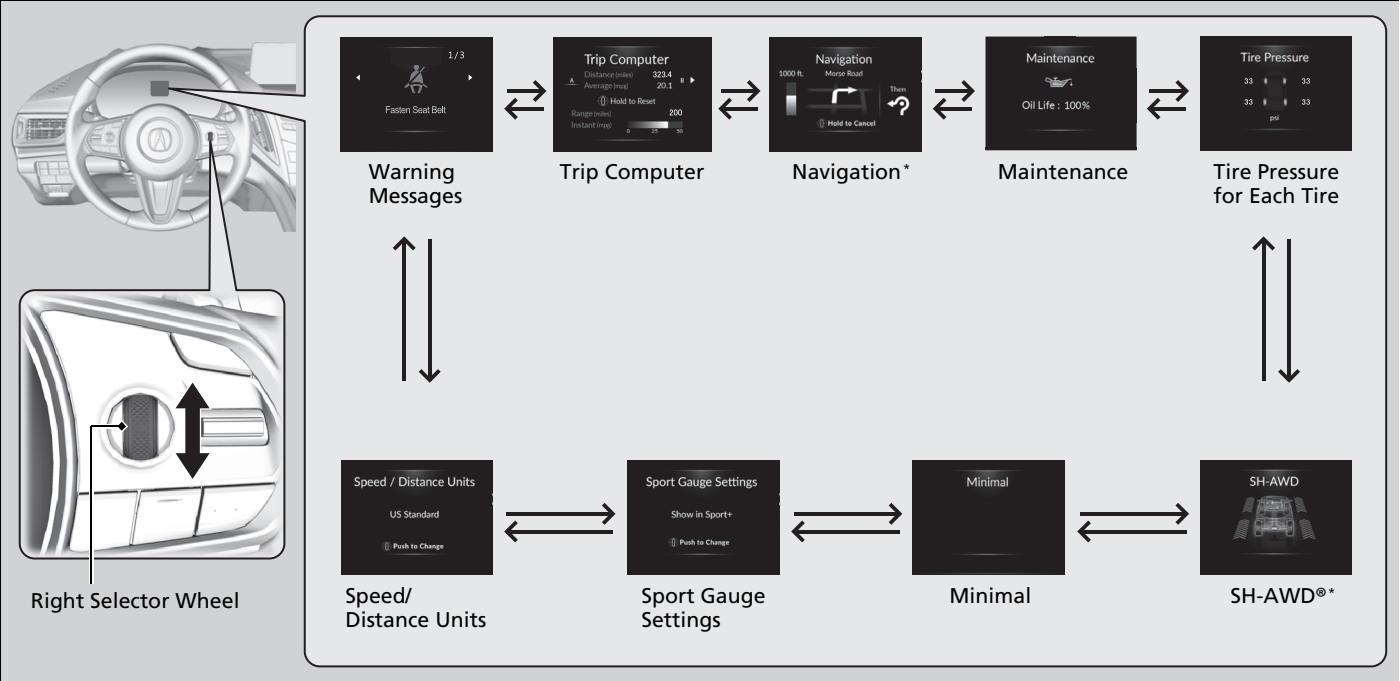 1/3
Fasten Seat Belt
Warning
Messages
Trip Computer
A
Distance (miles) 323.4
B
Average (mpg) 20.1
Hold to Reset
Range (miles) 200
Instant (mpg)
0 25 50
Trip Computer
Navigation
1000 ft.
Morse Road
Then
Hold to Cancel
Navigation*
Maintenance
Oil Life : 100%
Maintenance
Tire Pressure
33 33
33 33
psi
Tire Pressure
for Each Tire
Right Selector Wheel
Speed / Distance Units
US Standard
Push to Change
Speed/
Distance Units
Sport Gauge Settings
Show in Sport+
Push to Change
Sport Gauge
Settings
Minimal
Minimal
SH-AWD
SH-AWD®*